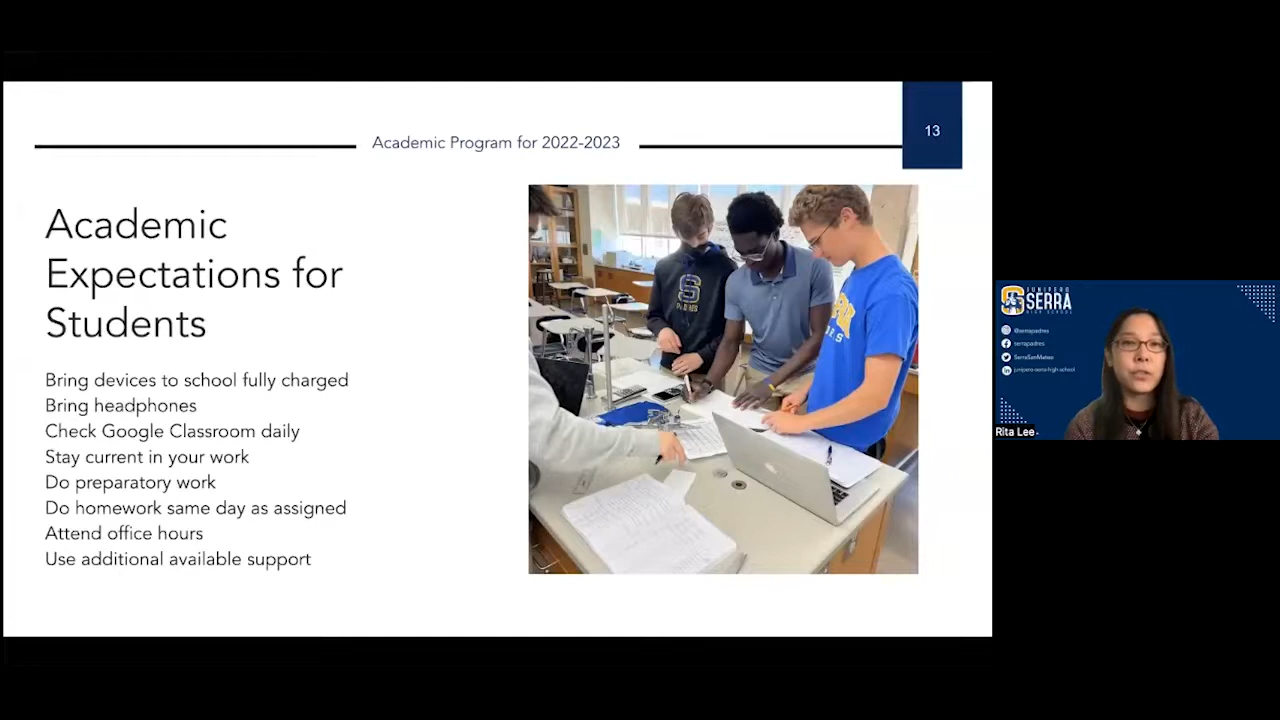 Academic Program for 2022-2023
13
Academic
Expectations for
Students
Bring devices to school fully charged
Bring headphones
Check Google Classroom daily
Stay current in your work
Do preparatory work
Do homework same day as assigned
Attend office hours
Use additional available support
S
JUNIPERO
SERRA
HIGH SCHOOL
@serrapadres
serrapadres
SerraSanMateo
junipero-serra-high-school
Rita Lee